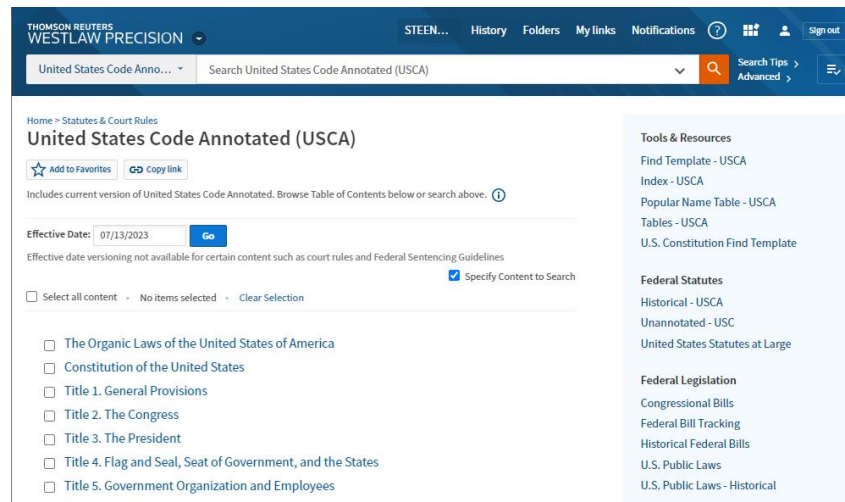 THOMSON REUTERS
WESTLAW PRECISION
STEEN... History Folders My links Notifications ? Sign out
United States Code Anno... Search United States Code Annotated (USCA) Search Tips
Advanced
Home > Statutes & Court Rules
United States Code Annotated (USCA)
Add to Favorites Copy link
Includes current version of United States Code Annotated. Browse Table of Contents below or search above. i
Effective Date: 07/13/2023 Go
Effective date versioning not available for certain content such as court rules and Federal Sentencing Guidelines
Specify Content to Search
Select all content • No items selected • Clear Selection
The Organic Laws of the United States of America
Constitution of the United States
Title 1. General Provisions
Title 2. The Congress
Title 3. The President
Title 4. Flag and Seal, Seat of Government, and the States
Title 5. Government Organization and Employees
Tools & Resources
Find Template - USCA
Index - USCA
Popular Name Table - USCA
Tables - USCA
U.S. Constitution Find Template
Federal Statutes
Historical - USCA
Unannotated - USC
United States Statutes at Large
Federal Legislation
Congressional Bills
Federal Bill Tracking
Historical Federal Bills
U.S. Public Laws
U.S. Public Laws - Historical